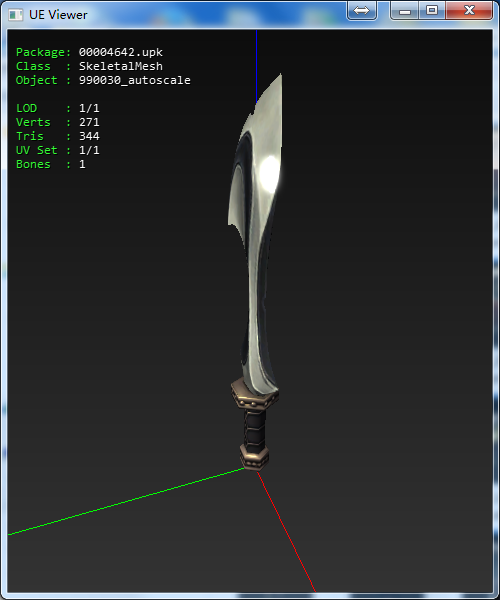 UE Viewer
Package: 00004642.upk
Class : SkeletalMesh
Object : 990030_autoscale
LOD : 1/1
Verts : 271
Tris : 344
UV Set : 1/1
Bones : 1